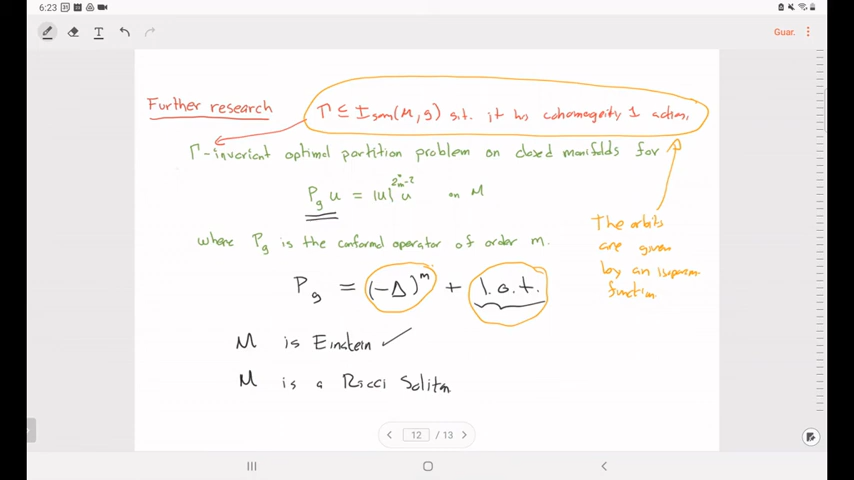 6:23
Guar.
Further research
Γ ≤ Isom(M, g) s.t. it has cohomogeity 1 action,
Γ-invariant optimal partition problem on closed manifolds for
P_g u = |u|^{2*_m-2} u on M
where P_g is the conformal operator of order m.
The orbits
are given
by an isoparam
function
P_g = (-Δ)^m + l.o.t.
M is Einstein ✓
M is a Ricci Soliton
12 / 13